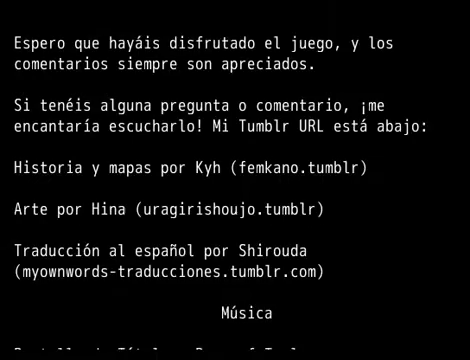 Espero que hayáis disfrutado el juego, y los
comentarios siempre son apreciados.
Si tenéis alguna pregunta o comentario, ¡me
encantaría escucharlo! Mi Tumblr URL está abajo:
Historia y mapas por Kyh (femkano.tumblr)
Arte por Hina (uragirishoujo.tumblr)
Traducción al español por Shirouda
(myownwords-traducciones.tumblr.com)
Música